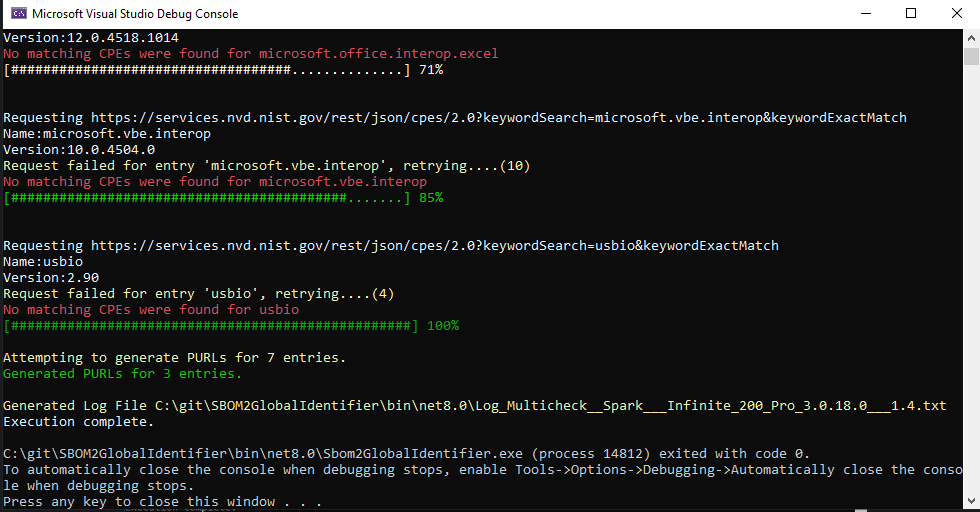 Microsoft Visual Studio Debug Console
Version:12.0.4518.1014
No matching CPEs were found for microsoft.office.interop.excel
[###################################..............] 71%
Requesting https://services.nvd.nist.gov/rest/json/cpes/2.0?keywordSearch=microsoft.vbe.interop&keywordExactMatch
Name:microsoft.vbe.interop
Version:10.0.4504.0
Request failed for entry 'microsoft.vbe.interop', retrying....(10)
No matching CPEs were found for microsoft.vbe.interop
[##########################################.......] 85%
Requesting https://services.nvd.nist.gov/rest/json/cpes/2.0?keywordSearch=usbio&keywordExactMatch
Name:usbio
Version:2.90
Request failed for entry 'usbio', retrying....(4)
No matching CPEs were found for usbio
[##################################################] 100%
Attempting to generate PURLs for 7 entries.
Generated PURLs for 3 entries.
Generated Log File C:\git\SBOM2GlobalIdentifier\bin\net8.0\Log_Multicheck__Spark___Infinite_200_Pro_3.0.18.0___1.4.txt
Execution complete.
C:\git\SBOM2GlobalIdentifier\bin\net8.0\Sbom2GlobalIdentifier.exe (process 14812) exited with code 0.
To automatically close the console when debugging stops, enable Tools->Options->Debugging->Automatically close the conso
le when debugging stops.
Press any key to close this window . . .